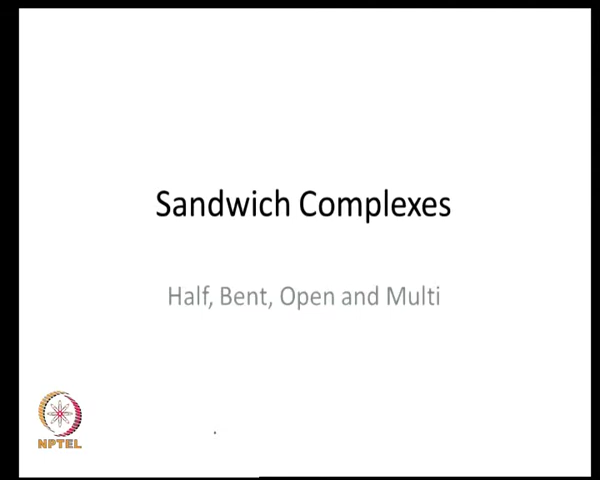 Sandwich Complexes
Half, Bent, Open and Multi
NPTEL